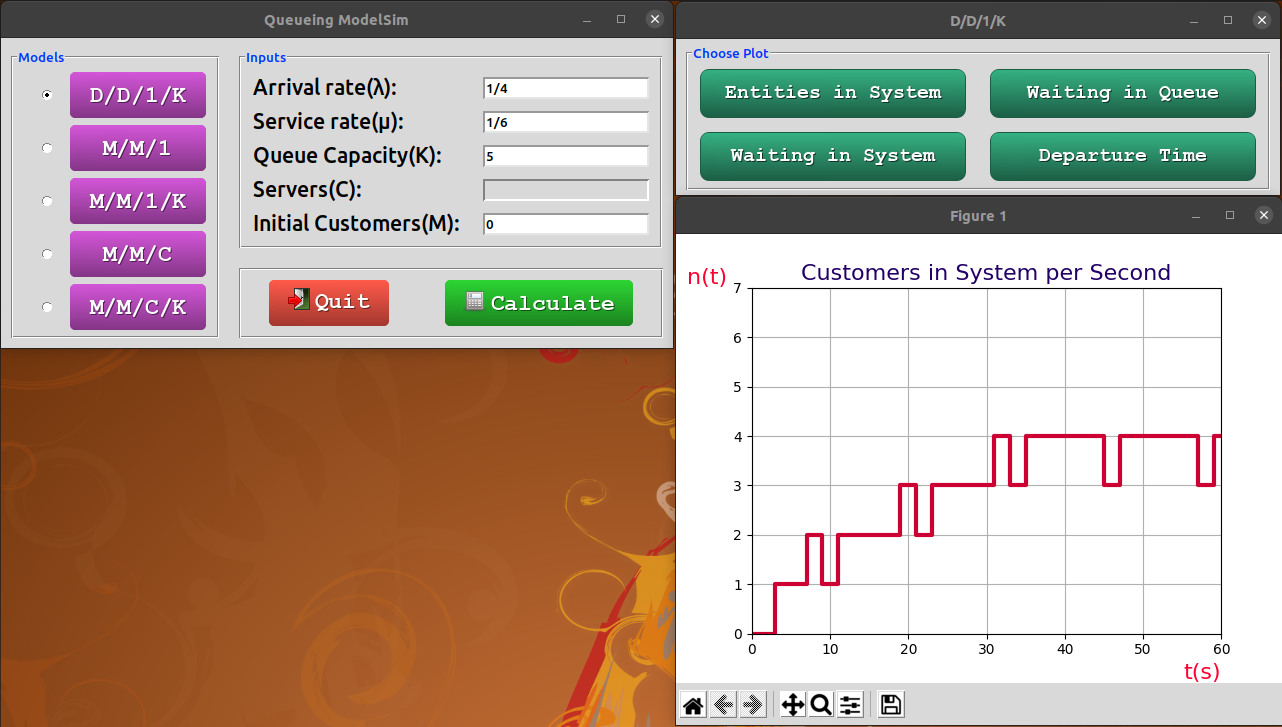 Queueing ModelSim
Models
D/D/1/K
M/M/1
M/M/1/K
M/M/C
M/M/C/K
Inputs
Arrival rate(λ): 1/4
Service rate(μ): 1/6
Queue Capacity(K): 5
Servers(C):
Initial Customers(M): 0
Quit
Calculate
D/D/1/K
Choose Plot
Entities in System
Waiting in Queue
Waiting in System
Departure Time
Figure 1
Customers in System per Second
n(t)
7
6
5
4
3
2
1
0
0 10 20 30 40 50 60
t(s)